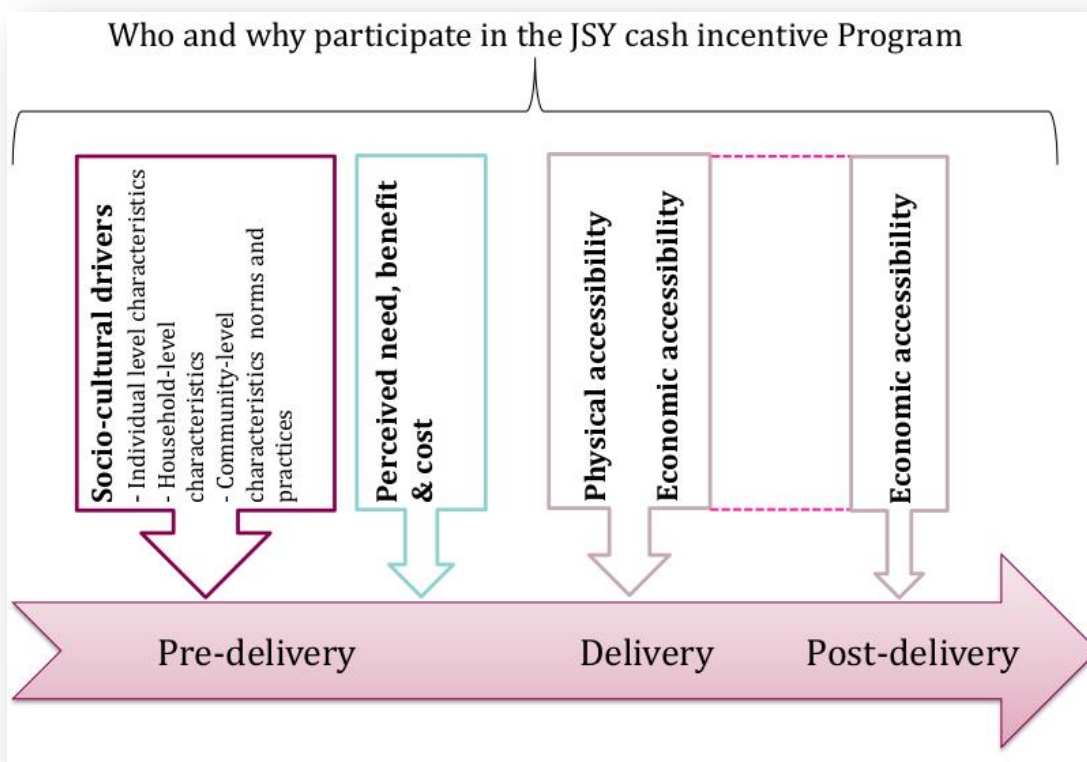 Who and why participate in the JSY cash incentive Program
Socio-cultural drivers
- Individual level characteristics
- Household-level
characteristics
- Community-level
characteristics norms and
practices
Perceived need, benefit
& cost
Physical accessibility
Economic accessibility
Economic accessibility
Pre-delivery
Delivery
Post-delivery